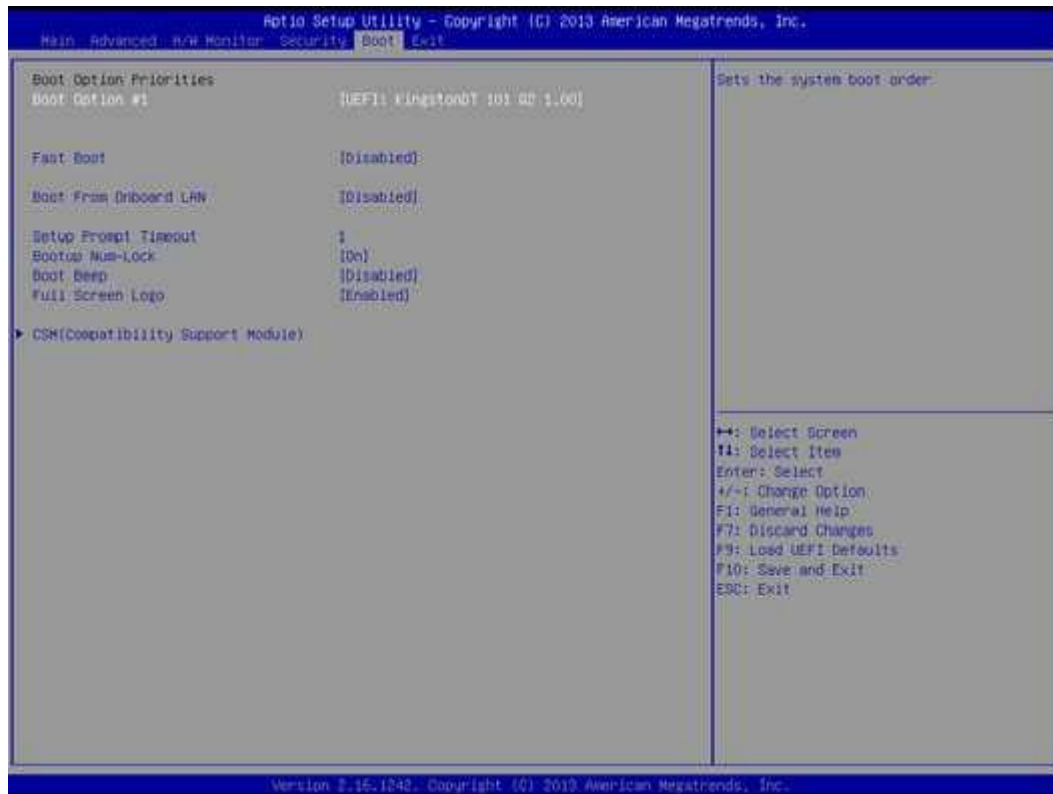 Aptio Setup Utility - Copyright (C) 2013 American Megatrends, Inc.
Main Advanced H/W Monitor Security Boot Exit
Boot Option Priorities
Boot Option #1 [UEFI: KingstonDT 101 G2 1.00]
Fast Boot [Disabled]
Boot From Onboard LAN [Disabled]
Setup Prompt Timeout 1
Bootup Num-Lock [On]
Boot Beep [Disabled]
Full Screen Logo [Enabled]
CSM(Compatibility Support Module)
Sets the system boot order
↔: Select Screen
↑↓: Select Item
Enter: Select
+/-: Change Option
F1: General Help
F7: Discard Changes
F9: Load UEFI Defaults
F10: Save and Exit
ESC: Exit
Version 2.16.1242. Copyright (C) 2013 American Megatrends, Inc.